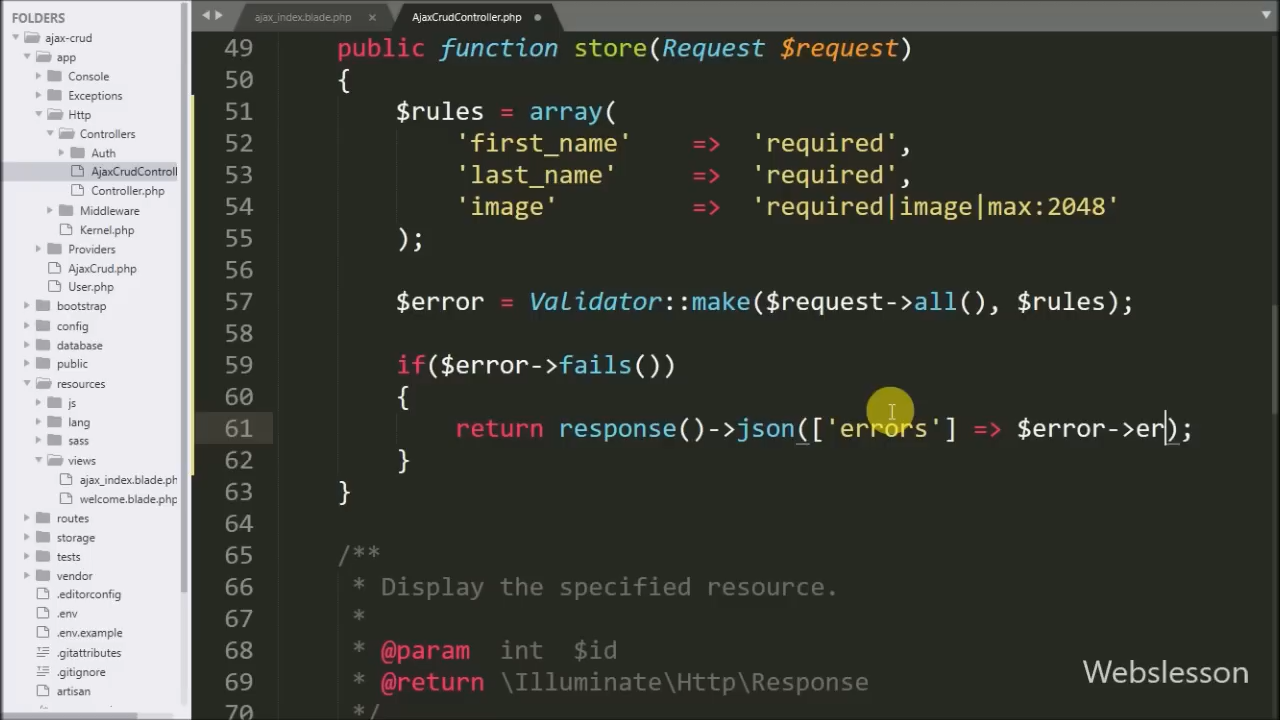 FOLDERS
ajax-crud
app
Console
Exceptions
Http
Controllers
Auth
AjaxCrudControll
Controller.php
Middleware
Kernel.php
Providers
AjaxCrud.php
User.php
bootstrap
config
database
public
resources
js
lang
sass
views
ajax_index.blade.php
welcome.blade.php
routes
storage
tests
vendor
.editorconfig
.env
.env.example
.gitattributes
.gitignore
artisan
ajax_index.blade.php
AjaxCrudController.php
49 public function store(Request $request)
50 {
51 $rules = array(
52 'first_name' => 'required',
53 'last_name' => 'required',
54 'image' => 'required|image|max:2048'
55 );
56
57 $error = Validator::make($request->all(), $rules);
58
59 if($error->fails())
60 {
61 return response()->json(['errors'] => $error->er);
62 }
63 }
64
65 /**
66 * Display the specified resource.
67 *
68 * @param int $id
69 * @return \Illuminate\Http\Response
70 */
Webslesson